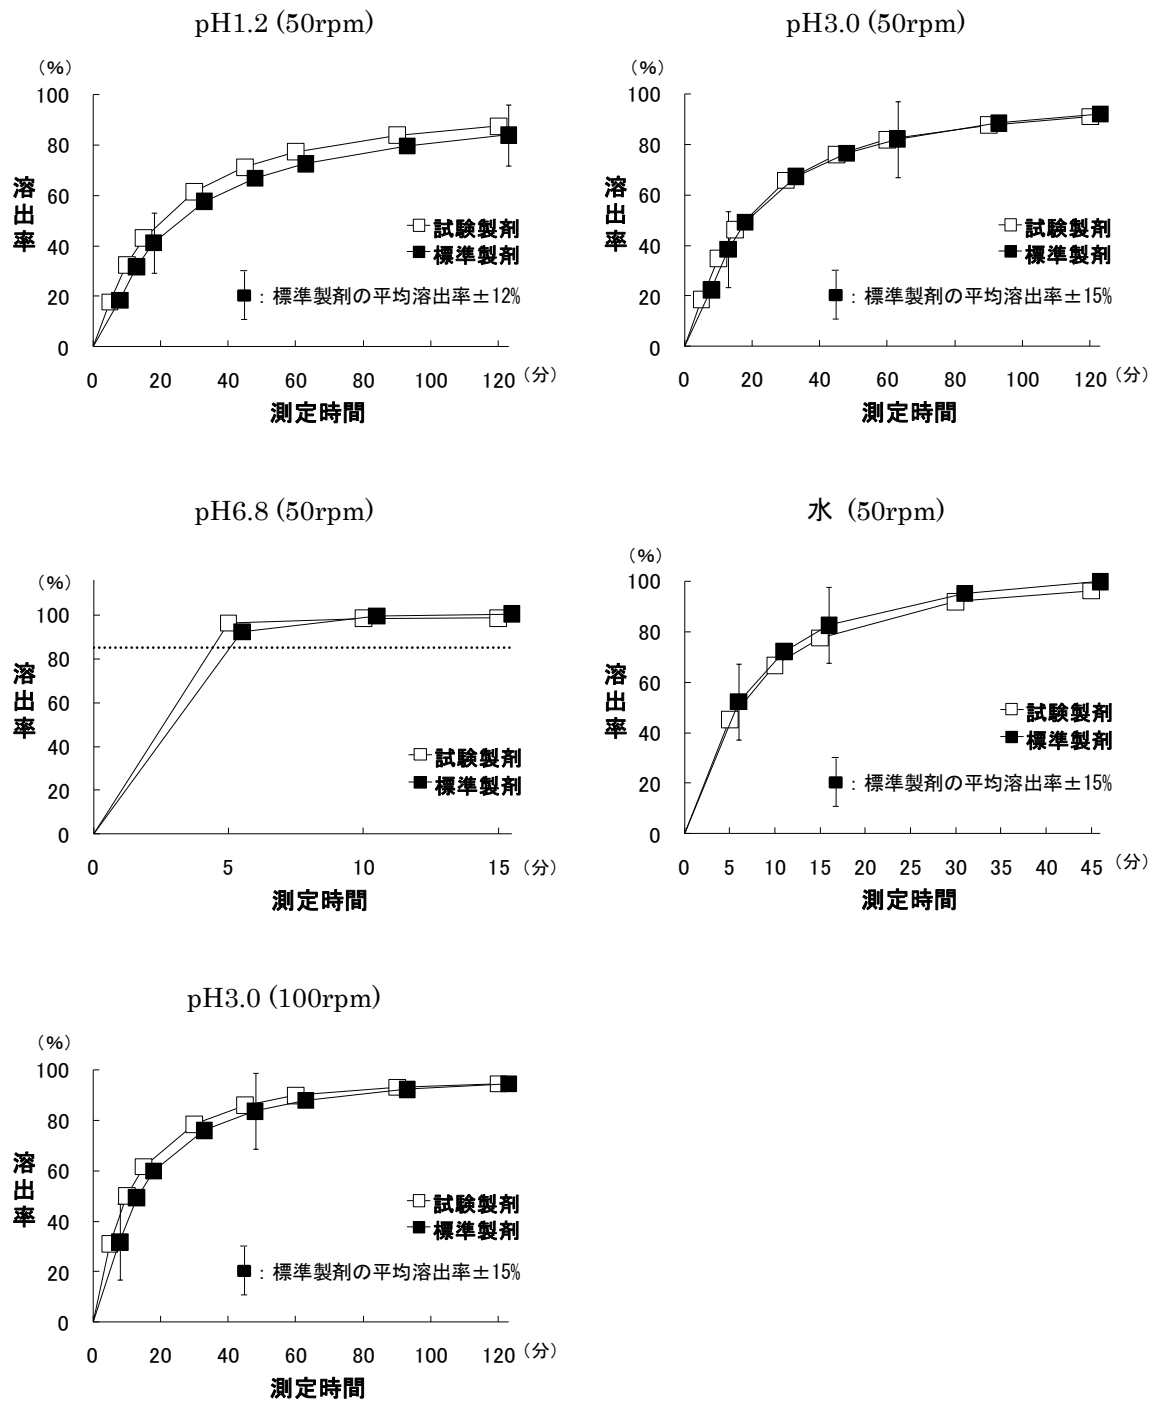 pH1.2 (50rpm)
（%）
100
80
60
40
20
0
溶出率
試験製剤
標準製剤
：標準製剤の平均溶出率±12%
0 20 40 60 80 100 120（分）
測定時間
pH3.0 (50rpm)
（%）
100
80
60
40
20
0
溶出率
試験製剤
標準製剤
：標準製剤の平均溶出率±15%
0 20 40 60 80 100 120（分）
測定時間
pH6.8 (50rpm)
（%）
100
80
60
40
20
0
溶出率
試験製剤
標準製剤
0 5 10 15（分）
測定時間
水 (50rpm)
（%）
100
80
60
40
20
0
溶出率
試験製剤
標準製剤
：標準製剤の平均溶出率±15%
0 5 10 15 20 25 30 35 40 45（分）
測定時間
pH3.0 (100rpm)
（%）
100
80
60
40
20
0
溶出率
試験製剤
標準製剤
：標準製剤の平均溶出率±15%
0 20 40 60 80 100 120（分）
測定時間